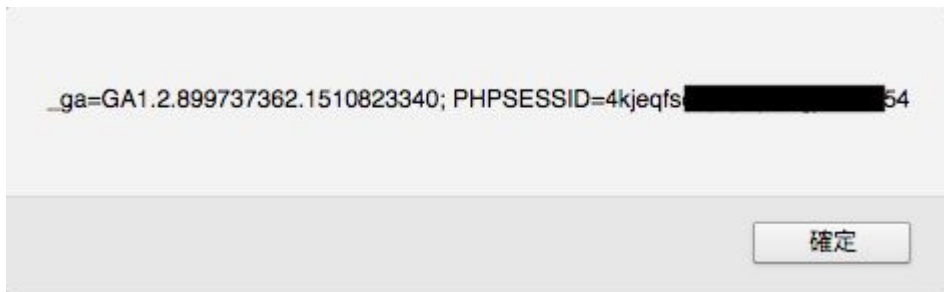 _ga=GA1.2.899737362.1510823340; PHPSESSID=4kjeqfs 54
確定